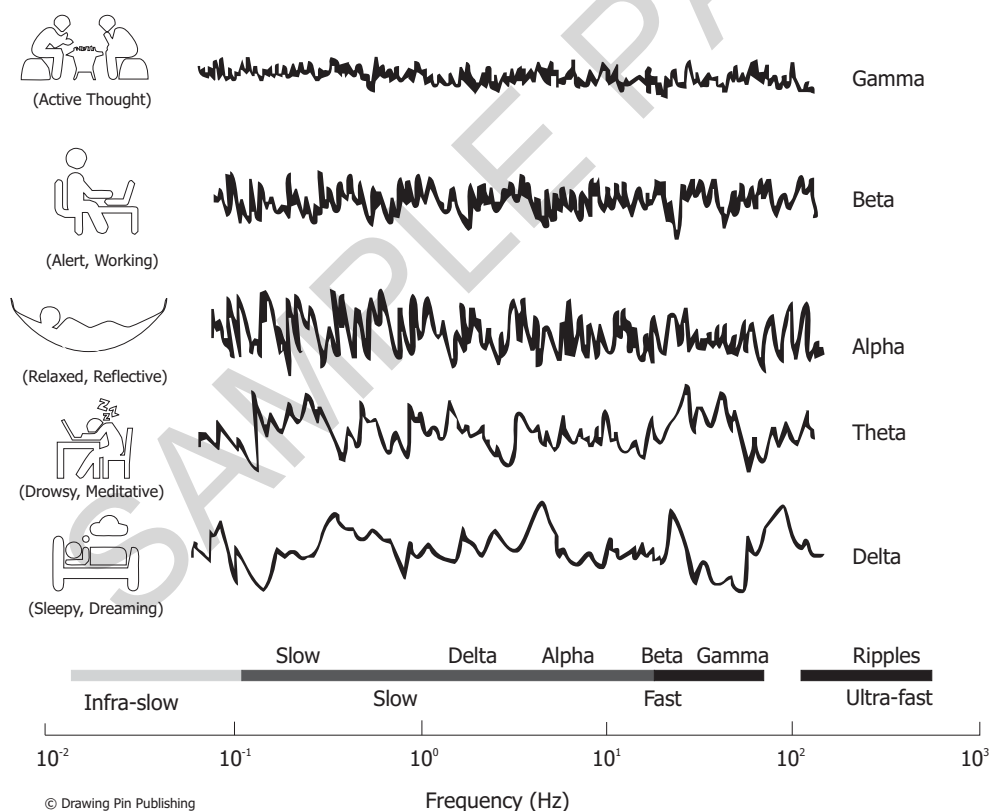 SAMPLE PA
Gamma
(Active Thought)
Beta
(Alert, Working)
Alpha
(Relaxed, Reflective)
zzz
Theta
(Drowsy, Meditative)
Delta
(Sleepy, Dreaming)
Slow Delta Alpha Beta Gamma Ripples
Infra-slow Slow Fast Ultra-fast
10⁻² 10⁻¹ 10⁰ 10¹ 10² 10³
© Drawing Pin Publishing Frequency (Hz)